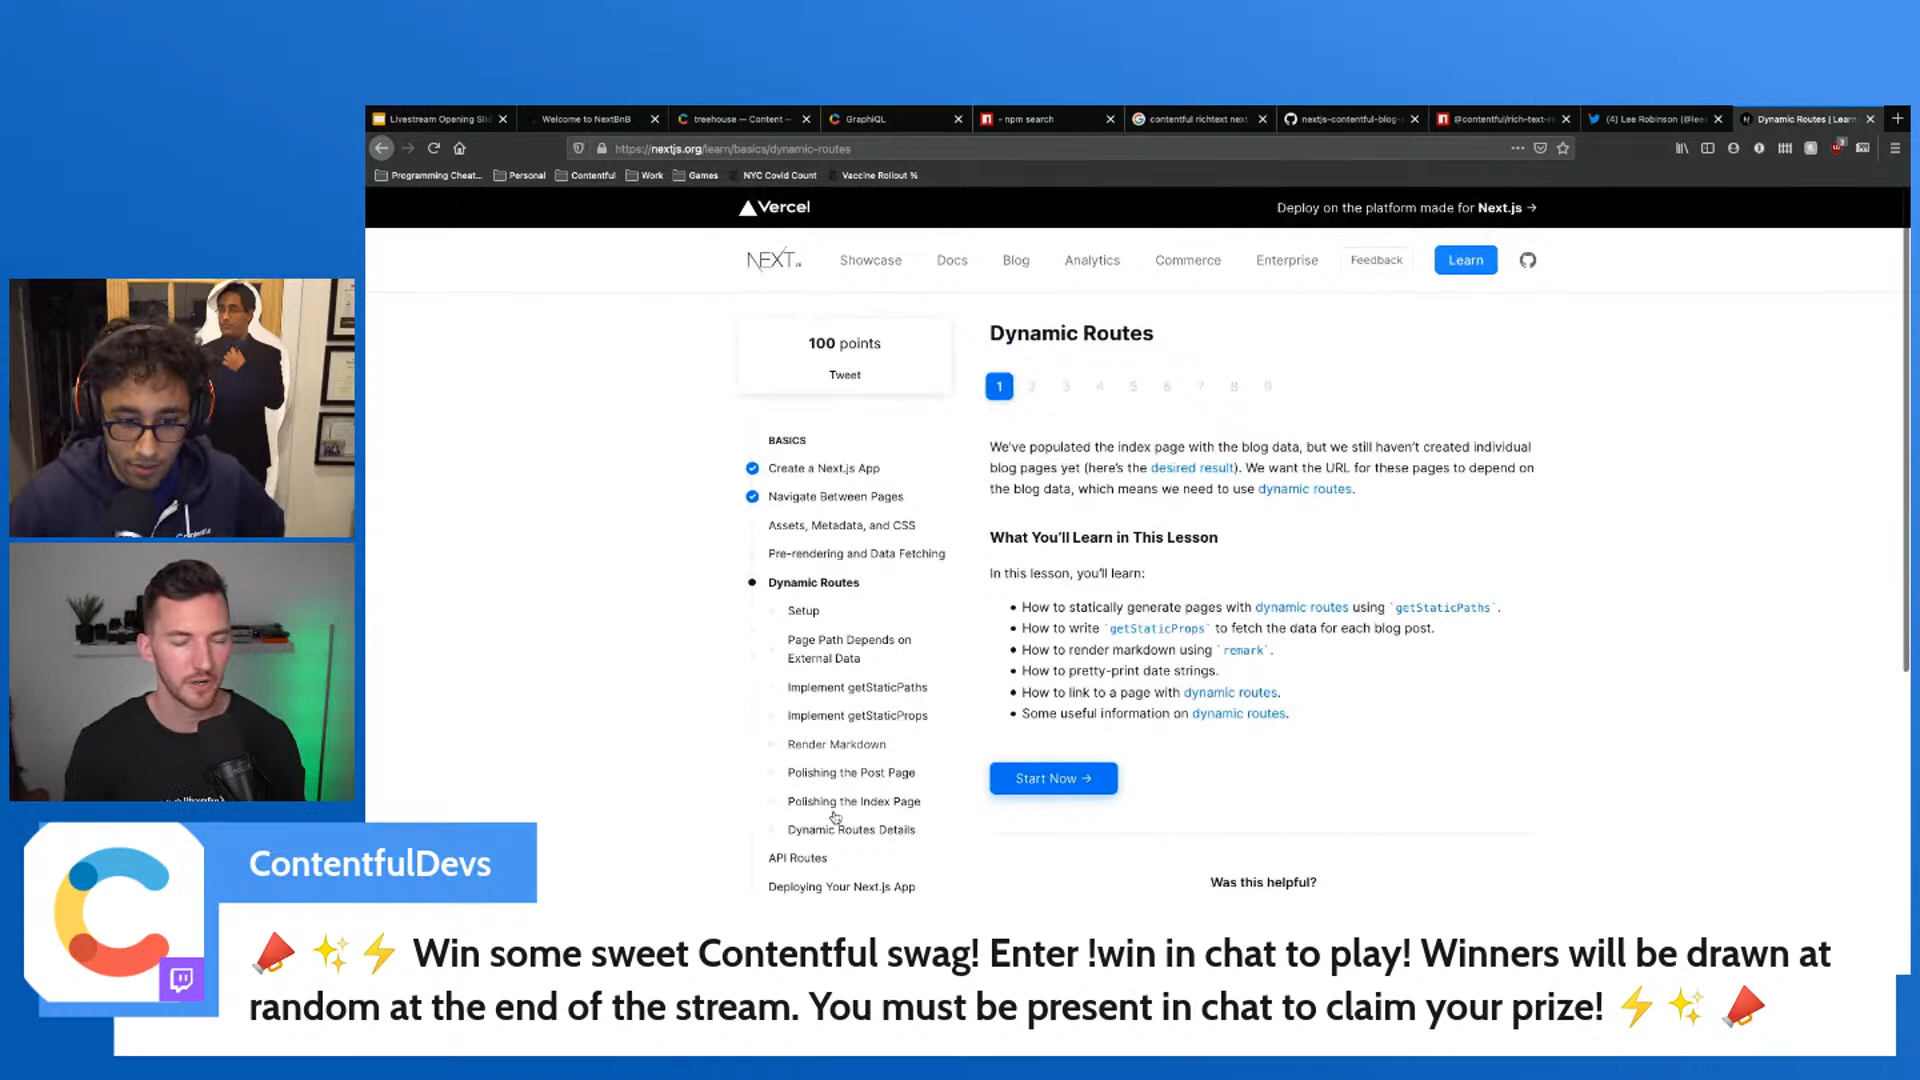 Livestream Opening Slid
Welcome to NextBnB
treehouse — Content —
GraphiQL
- npm search
contentful richtext next
nextjs-contentful-blog-s
@contentful/rich-text-re
(4) Lee Robinson (@lee
Dynamic Routes | Learn
https://nextjs.org/learn/basics/dynamic-routes
Programming Cheat...
Personal
Contentful
Work
Games
NYC Covid Count
Vaccine Rollout %
Vercel
Deploy on the platform made for Next.js →
NEXT.JS
Showcase
Docs
Blog
Analytics
Commerce
Enterprise
Feedback
Learn
100 points
Tweet
BASICS
Create a Next.js App
Navigate Between Pages
Assets, Metadata, and CSS
Pre-rendering and Data Fetching
Dynamic Routes
Setup
Page Path Depends on
External Data
Implement getStaticPaths
Implement getStaticProps
Render Markdown
Polishing the Post Page
Polishing the Index Page
Dynamic Routes Details
API Routes
Deploying Your Next.js App
Dynamic Routes
1 2 3 4 5 6 7 8 9
We've populated the index page with the blog data, but we still haven't created individual
blog pages yet (here's the desired result). We want the URL for these pages to depend on
the blog data, which means we need to use dynamic routes.
What You'll Learn in This Lesson
In this lesson, you'll learn:
• How to statically generate pages with dynamic routes using `getStaticPaths`.
• How to write `getStaticProps` to fetch the data for each blog post.
• How to render markdown using `remark`.
• How to pretty-print date strings.
• How to link to a page with dynamic routes.
• Some useful information on dynamic routes.
Start Now →
Was this helpful?
ContentfulDevs
📣 ✨ ⚡ Win some sweet Contentful swag! Enter !win in chat to play! Winners will be drawn at
random at the end of the stream. You must be present in chat to claim your prize! ⚡ ✨ 📣